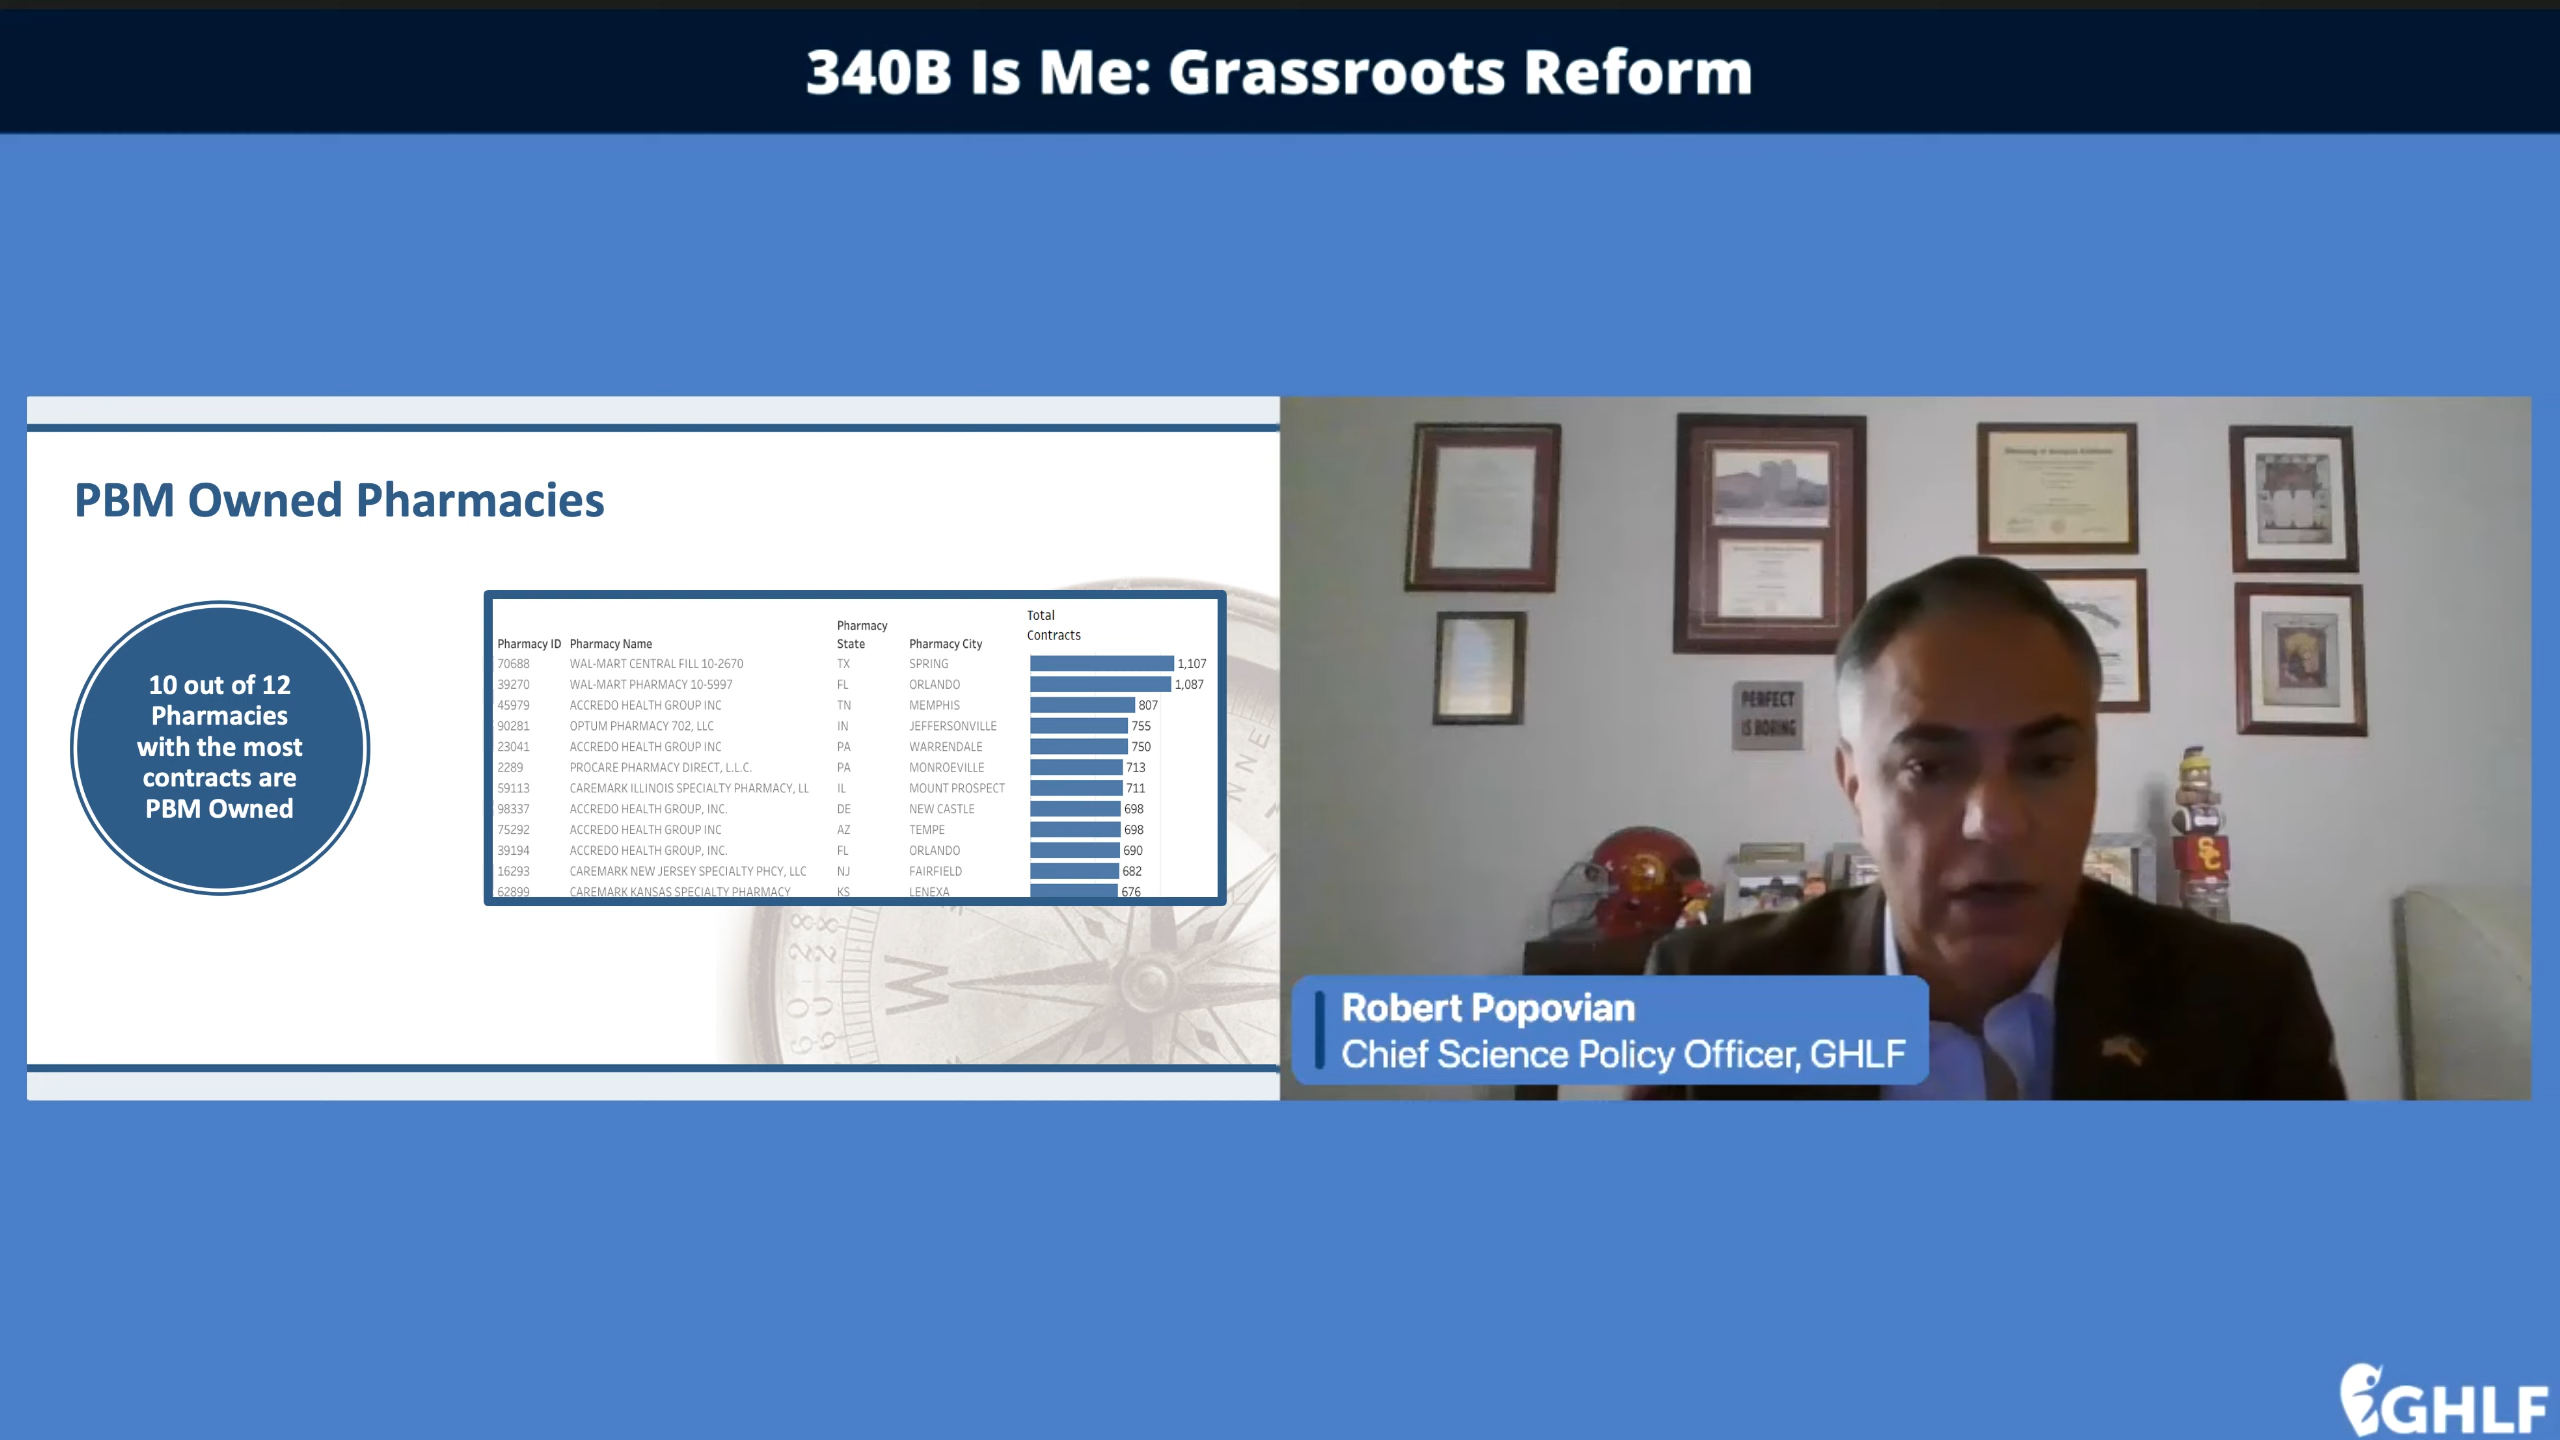 340B Is Me: Grassroots Reform
PBM Owned Pharmacies
10 out of 12
Pharmacies
with the most
contracts are
PBM Owned
Pharmacy ID Pharmacy Name Pharmacy State Pharmacy City Total Contracts
70688 WAL-MART CENTRAL FILL 10-2670 TX SPRING 1,107
39270 WAL-MART PHARMACY 10-5997 FL ORLANDO 1,087
45979 ACCREDO HEALTH GROUP INC TN MEMPHIS 807
90281 OPTUM PHARMACY 702, LLC IN JEFFERSONVILLE 755
23041 ACCREDO HEALTH GROUP INC PA WARRENDALE 750
2289 PROCARE PHARMACY DIRECT, L.L.C. PA MONROEVILLE 713
59113 CAREMARK ILLINOIS SPECIALTY PHARMACY, LL IL MOUNT PROSPECT 711
98337 ACCREDO HEALTH GROUP, INC. DE NEW CASTLE 698
75292 ACCREDO HEALTH GROUP INC AZ TEMPE 698
39194 ACCREDO HEALTH GROUP, INC. FL ORLANDO 690
16293 CAREMARK NEW JERSEY SPECIALTY PHCY, LLC NJ FAIRFIELD 682
62899 CAREMARK KANSAS SPECIALTY PHARMACY KS LENEXA 676
W
PERFECT
IS BORING
SC
Robert Popovian
Chief Science Policy Officer, GHLF
GHLF